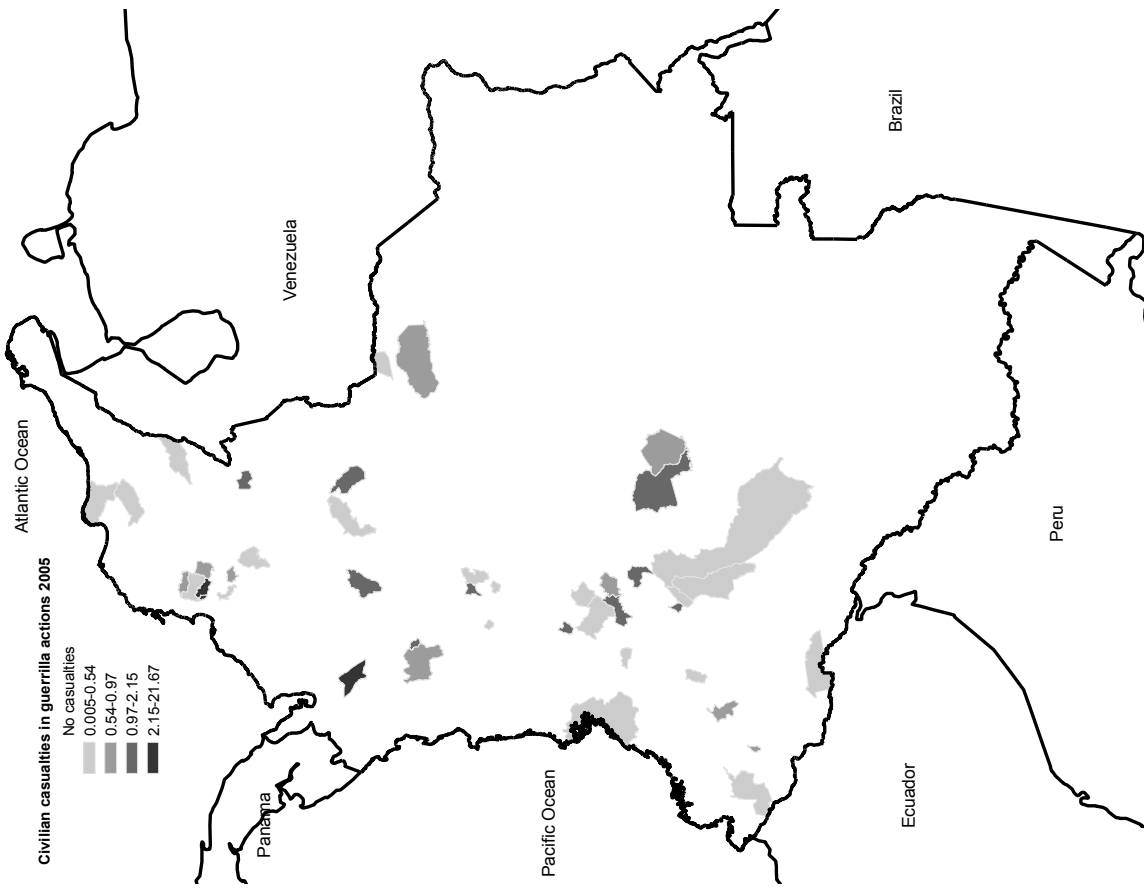 Civilian casualties in guerrilla actions 2005
No casualties
0.005-0.54
0.54-0.97
0.97-2.15
2.15-21.67
Atlantic Ocean
Venezuela
Panama
Pacific Ocean
Brazil
Ecuador
Peru